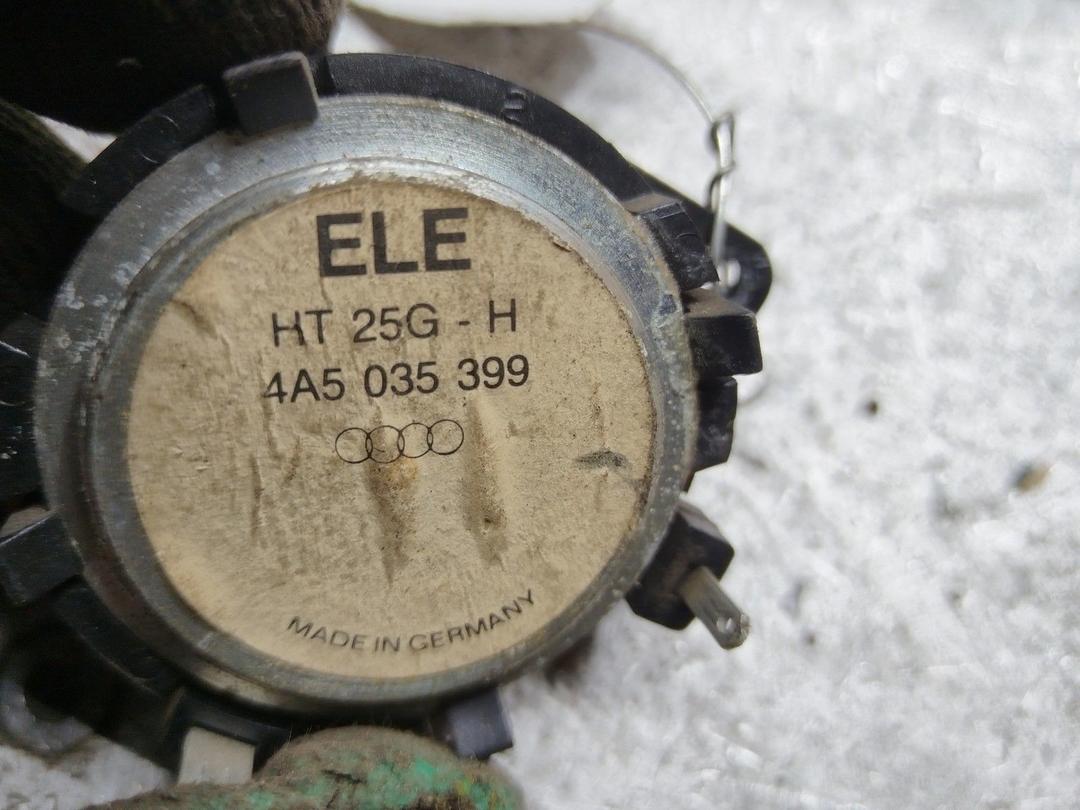 ELE
HT 25G - H
4A5 035 399
MADE IN GERMANY